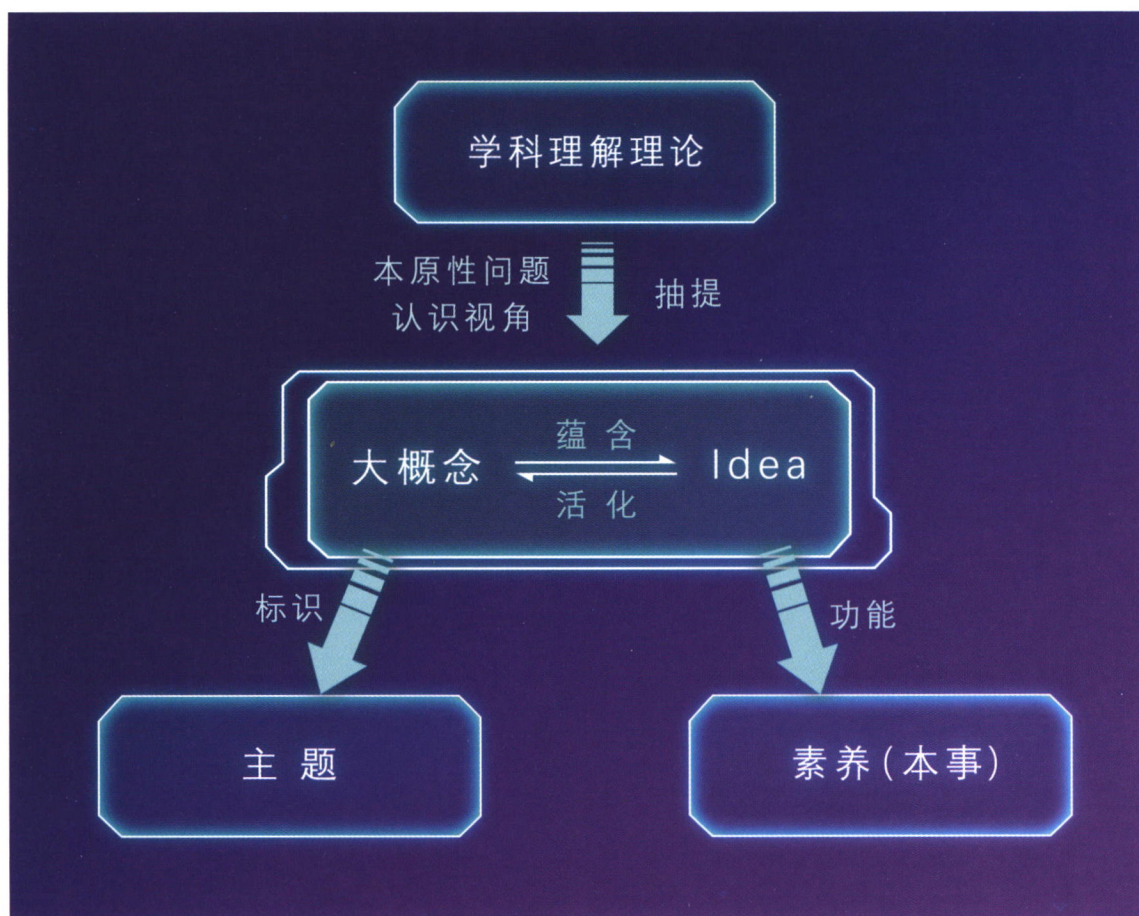 学科理解理论
本原性问题
认识视角
抽提
蕴含
大概念
Idea
活化
标识
功能
主题
素养(本事)